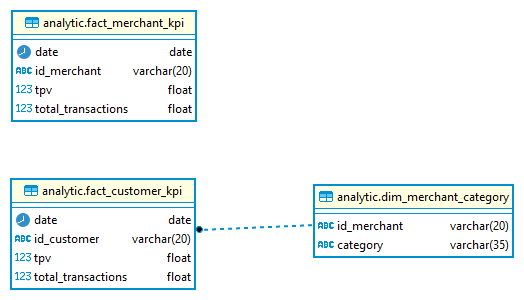 analytic.fact_merchant_kpi
date date
ABC id_merchant varchar(20)
123 tpv float
123 total_transactions float
analytic.fact_customer_kpi
date date
ABC id_customer varchar(20)
123 tpv float
123 total_transactions float
analytic.dim_merchant_category
ABC id_merchant varchar(20)
ABC category varchar(35)